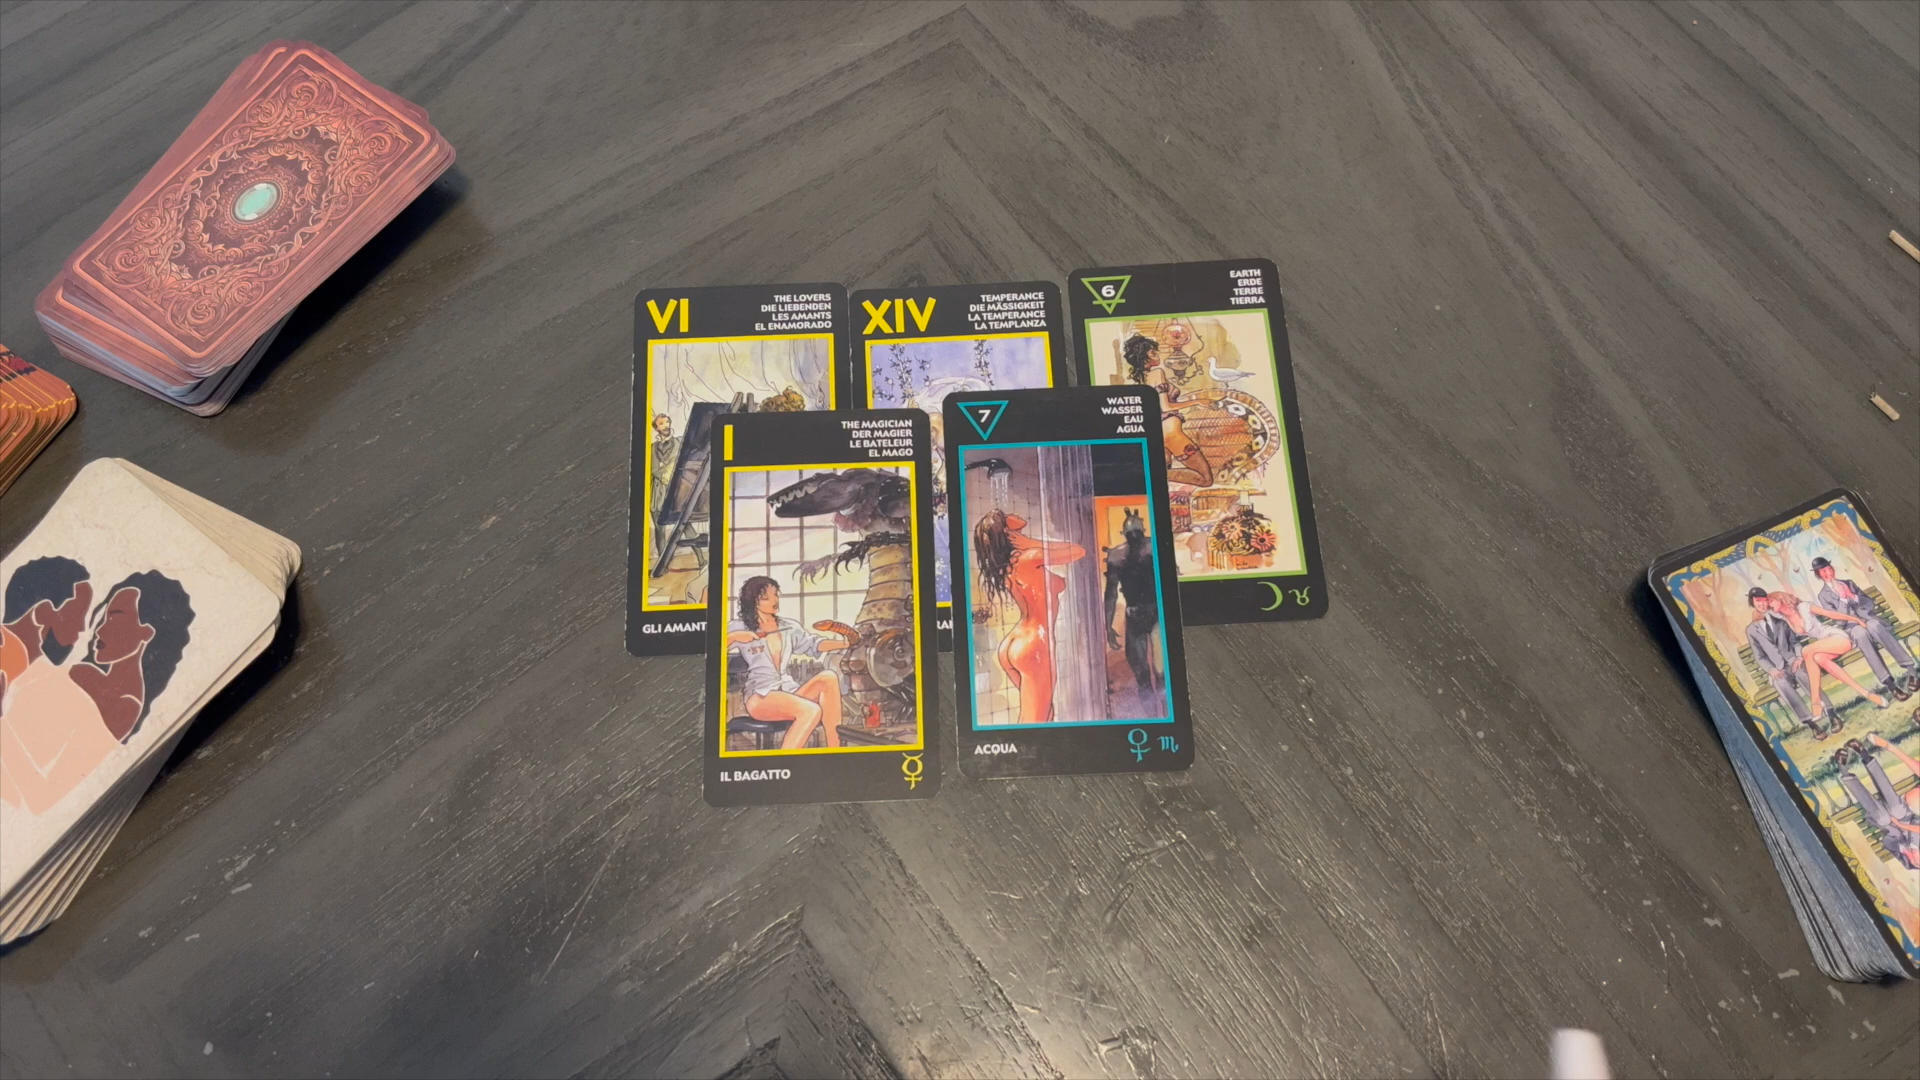 VI
THE LOVERS
DIE LIEBENDEN
LES AMANTS
EL ENAMORADO
GLI AMANT
XIV
TEMPERANCE
DIE MÄSSIGKEIT
LA TEMPERANCE
LA TEMPLANZA
6
EARTH
ERDE
TERRE
TIERRA
I
THE MAGICIAN
DER MAGIER
LE BATELEUR
EL MAGO
IL BAGATTO
7
WATER
WASSER
EAU
AGUA
ACQUA